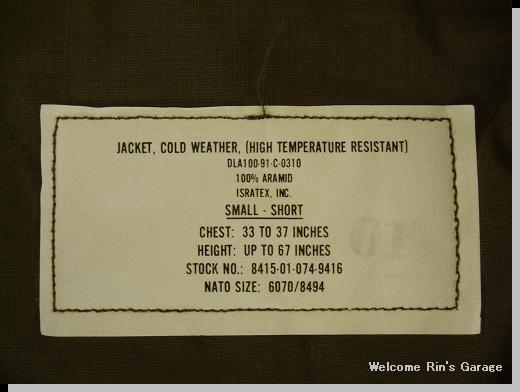 JACKET, COLD WEATHER, (HIGH TEMPERATURE RESISTANT)
DLA100-91-C-0310
100% ARAMID
ISRATEX, INC.
SMALL - SHORT
CHEST: 33 TO 37 INCHES
HEIGHT: UP TO 67 INCHES
STOCK NO.: 8415-01-074-9416
NATO SIZE: 6070/8494
Welcome Rin's Garage